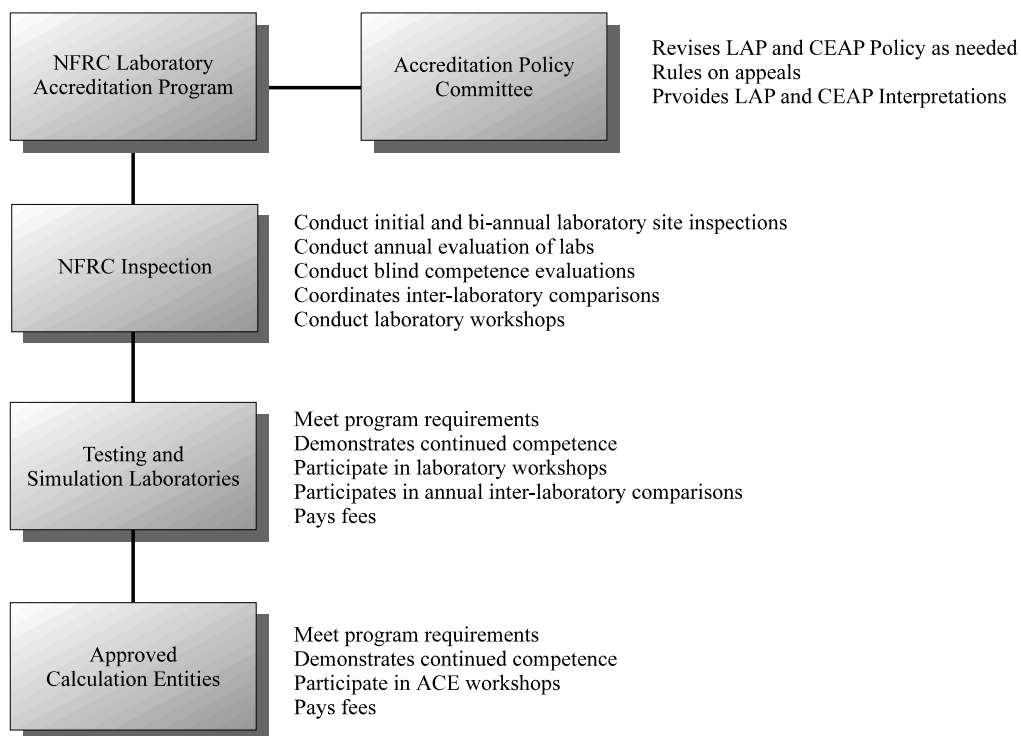 NFRC Laboratory
Accreditation Program
Accreditation Policy
Committee
Revises LAP and CEAP Policy as needed
Rules on appeals
Prvoides LAP and CEAP Interpretations
NFRC Inspection
Conduct initial and bi-annual laboratory site inspections
Conduct annual evaluation of labs
Conduct blind competence evaluations
Coordinates inter-laboratory comparisons
Conduct laboratory workshops
Testing and
Simulation Laboratories
Meet program requirements
Demonstrates continued competence
Participate in laboratory workshops
Participates in annual inter-laboratory comparisons
Pays fees
Approved
Calculation Entities
Meet program requirements
Demonstrates continued competence
Participate in ACE workshops
Pays fees